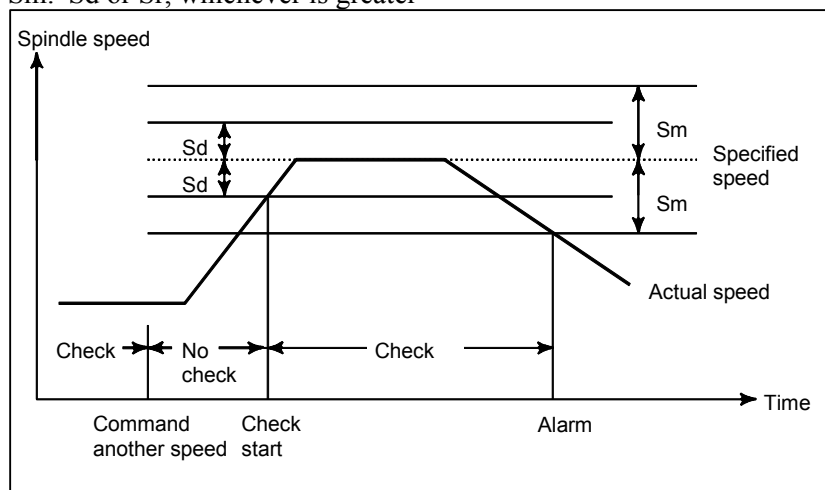 Sm: Sd or Sr, whichever is greater
Spindle speed
Sd
Sd
Sm
Sm
Specified
speed
Actual speed
Check
No
check
Check
Time
Command
another speed
Check
start
Alarm